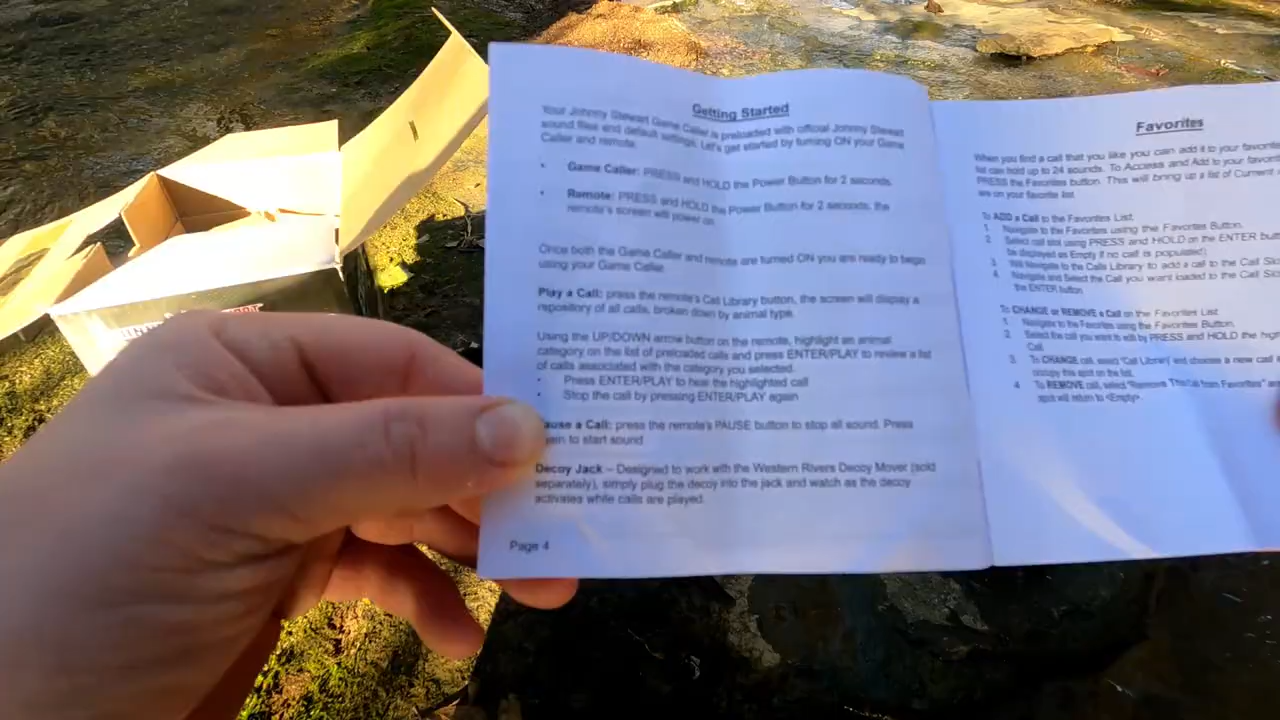 Getting Started
Your Johnny Stewart Game Caller is preloaded with official Johnny Stewart
sound files and default settings. Let's get started by turning ON your Game
Caller and remote.
• Game Caller: PRESS and HOLD the Power Button for 2 seconds.
• Remote: PRESS and HOLD the Power Button for 2 seconds, the
remote's screen will power on.
Once both the Game Caller and remote are turned ON you are ready to begin
using your Game Caller.
Play a Call: press the remote's Call Library button, the screen will display a
repository of all calls, broken down by animal type.
Using the UP/DOWN arrow button on the remote, highlight an animal
category on the list of preloaded calls and press ENTER/PLAY to review a list
of calls associated with the category you selected.
• Press ENTER/PLAY to hear the highlighted call
• Stop the call by pressing ENTER/PLAY again
ause a Call: press the remote's PAUSE button to stop all sound. Press
to start sound
Decoy Jack – Designed to work with the Western Rivers Decoy Mover (sold
separately), simply plug the decoy into the jack and watch as the decoy
activates while calls are played.
Page 4
Favorites
When you find a call that you like you can add it to your favorite
list can hold up to 24 sounds. To Access and Add to your favorite
PRESS the Favorites button. This will bring up a list of Current
are on your favorite list.
To ADD a Call to the Favorites List
1. Navigate to the Favorites using the Favorites Button.
2. Select call slot using PRESS and HOLD on the ENTER but
be displayed as Empty if no call is populated)
3. Will Navigate to the Calls Library to add a call to the Call Slo
4. Navigate and Select the Call you want loaded to the Call Slo
the ENTER button
To CHANGE or REMOVE a Call on the Favorites List
1. Navigate to the Favorites using the Favorites Button.
2. Select the call you want to edit by PRESS and HOLD the high
Call.
3. To CHANGE call, select "Call Library" and choose a new call
occupy this spot on the list.
4. To REMOVE call, select "Remove This Call from Favorites" an
spot will return to <Empty>.